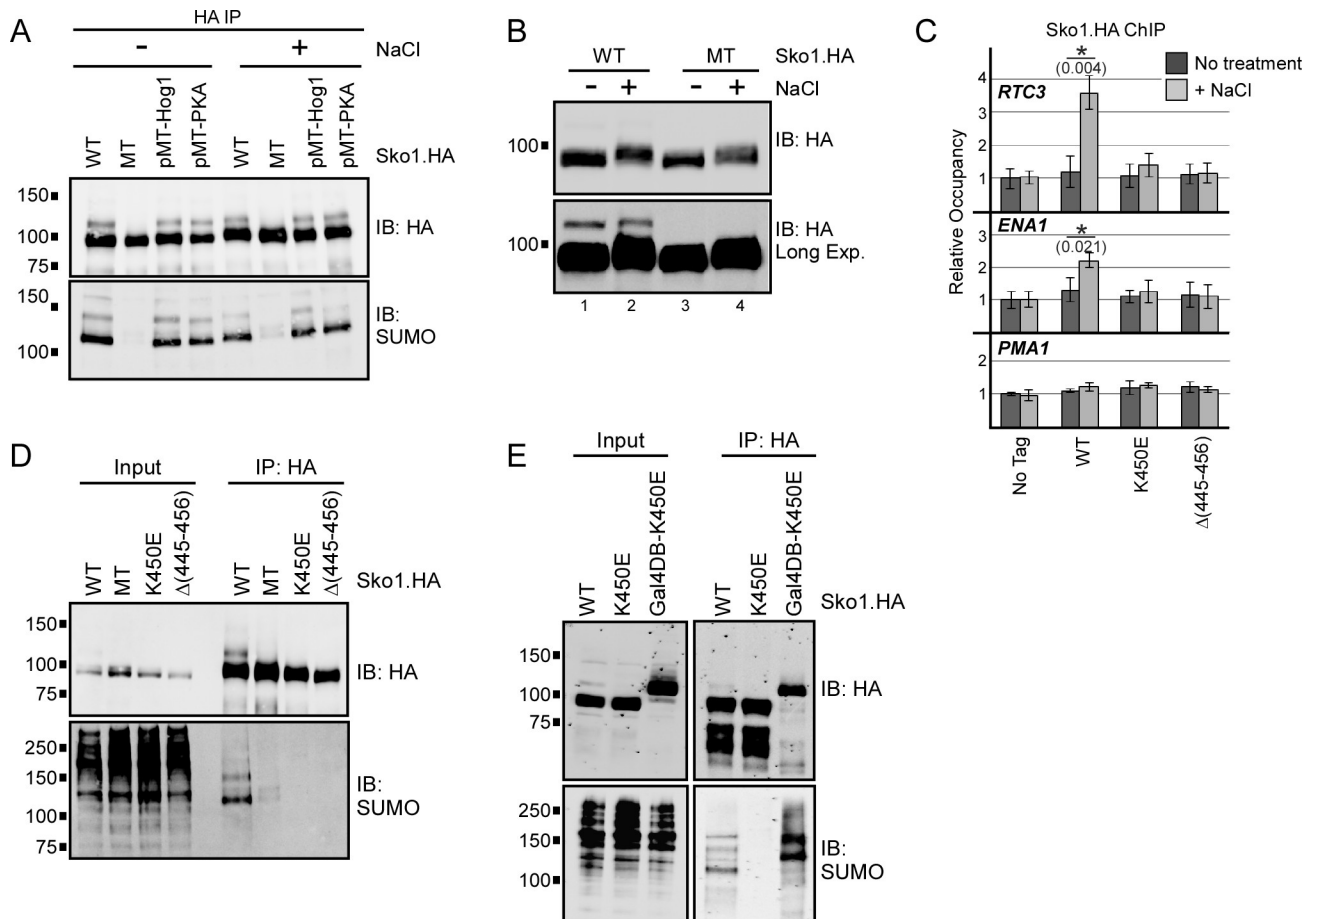 A
HA IP
– + NaCl
WT MT pMT-Hog1 pMT-PKA WT MT pMT-Hog1 pMT-PKA Sko1.HA
150
100
75
IB: HA
150
100
IB:
SUMO
B
WT MT Sko1.HA
– + – + NaCl
100
IB: HA
100
IB: HA
Long Exp.
1 2 3 4
C
Sko1.HA ChIP
No treatment
+ NaCl
Relative Occupancy
RTC3
*
(0.004)
4
3
2
1
ENA1
*
(0.021)
3
2
1
PMA1
2
1
No Tag WT K450E Δ(445-456)
D
Input IP: HA
WT MT K450E Δ(445-456) WT MT K450E Δ(445-456) Sko1.HA
150
100
75
IB: HA
250
150
100
75
IB:
SUMO
E
Input IP: HA
WT K450E Gal4DB-K450E WT K450E Gal4DB-K450E Sko1.HA
150
100
75
IB: HA
250
150
100
IB:
SUMO